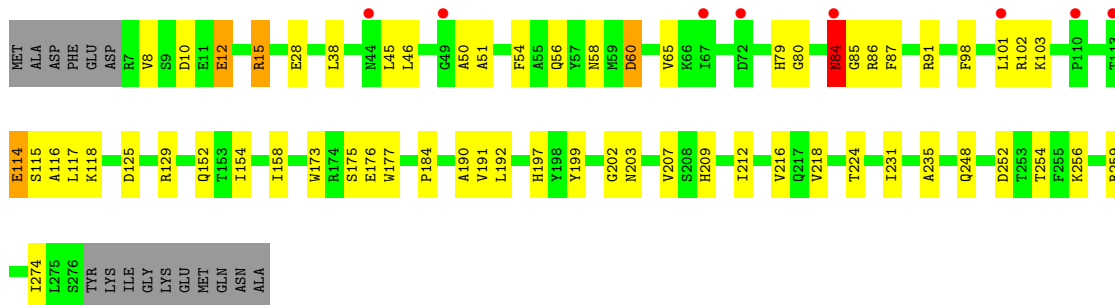 MET ALA ASP PHE GLU ASP R7 V8 S9 D10 E11 E12 R15 E28 L38 N44 L45 L46 G49 A50 A51 F54 A55 Q56 Y57 N58 M59 D60 V65 K66 I67 D72 H79 G80 N84 G85 R86 F87 R91 F98 L101 R102 K103 P110 T113
E114 S115 A116 L117 K118 D125 R129 Q152 T153 I154 I158 W173 R174 S175 E176 W177 P184 A190 V191 L192 H197 Y198 Y199 G202 N203 V207 S208 H209 I212 V216 Q217 V218 T224 I231 A235 Q248 D252 T253 T254 F255 K256
I274 L275 S276 TYR LYS ILE GLY LYS GLU MET GLN ASN ALA